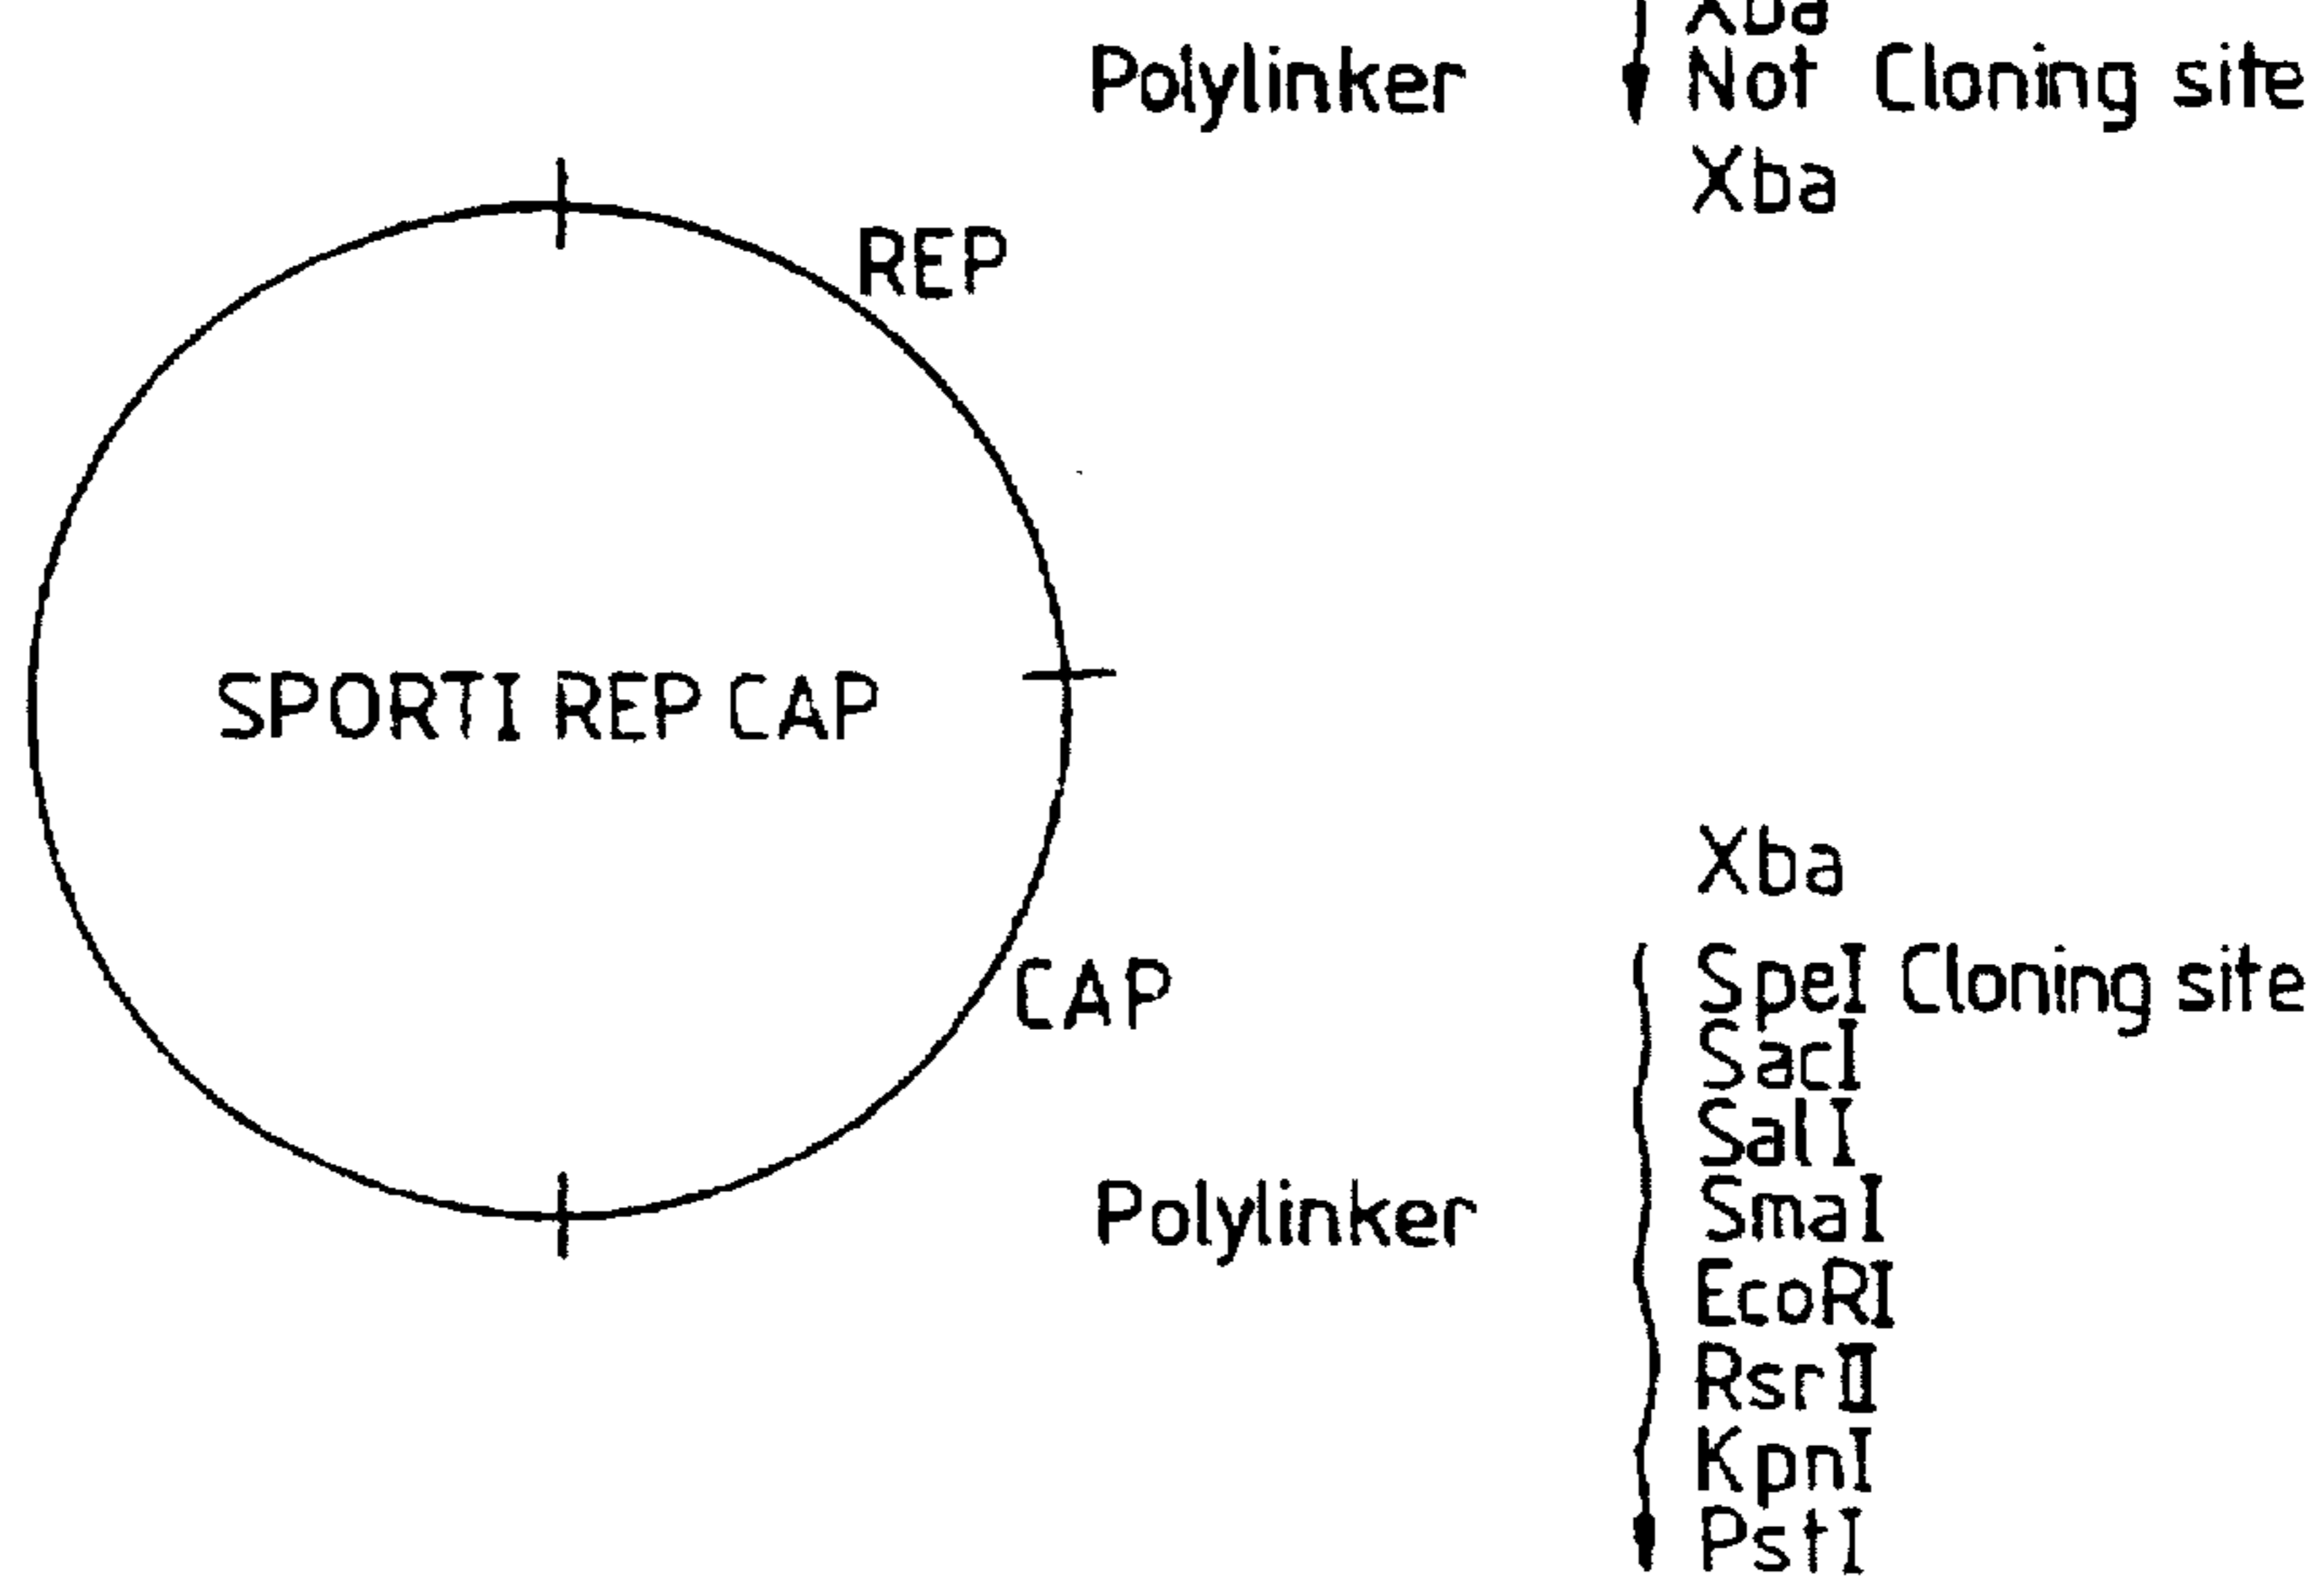 Xba
Polylinker Not Cloning site
Xba
REP
SPORTI REP CAP
Xba
CAP
SpeI Cloning site
SacI
SalI
Polylinker
SmaI
EcoRI
RsrII
KpnI
PstI